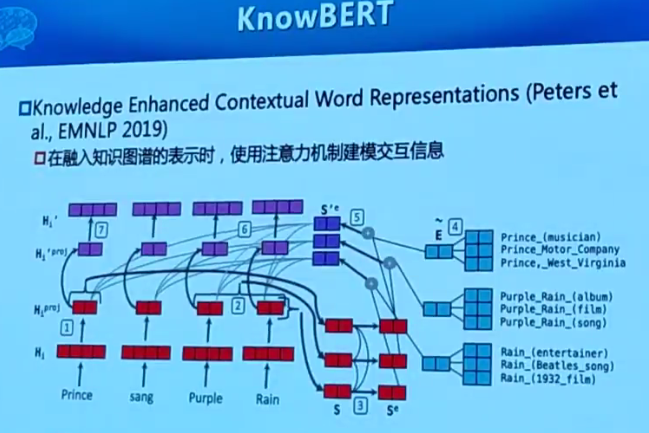 KnowBERT
Knowledge Enhanced Contextual Word Representations (Peters et
al., EMNLP 2019)
在融入知识图谱的表示时，使用注意力机制建模交互信息
Hᵢ'
7
6
S'ᵉ
5
~
E
4
Hᵢ'ᵖʳᵒʲ
Prince_(musician)
Prince_Motor_Company
Prince,_West_Virginia
Hᵢᵖʳᵒʲ
1
2
Purple_Rain_(album)
Purple_Rain_(film)
Purple_Rain_(song)
Hᵢ
Rain_(entertainer)
Rain_(Beatles_song)
Rain_(1932_film)
Prince
sang
Purple
Rain
S
3
Sᵉ
+
+
+